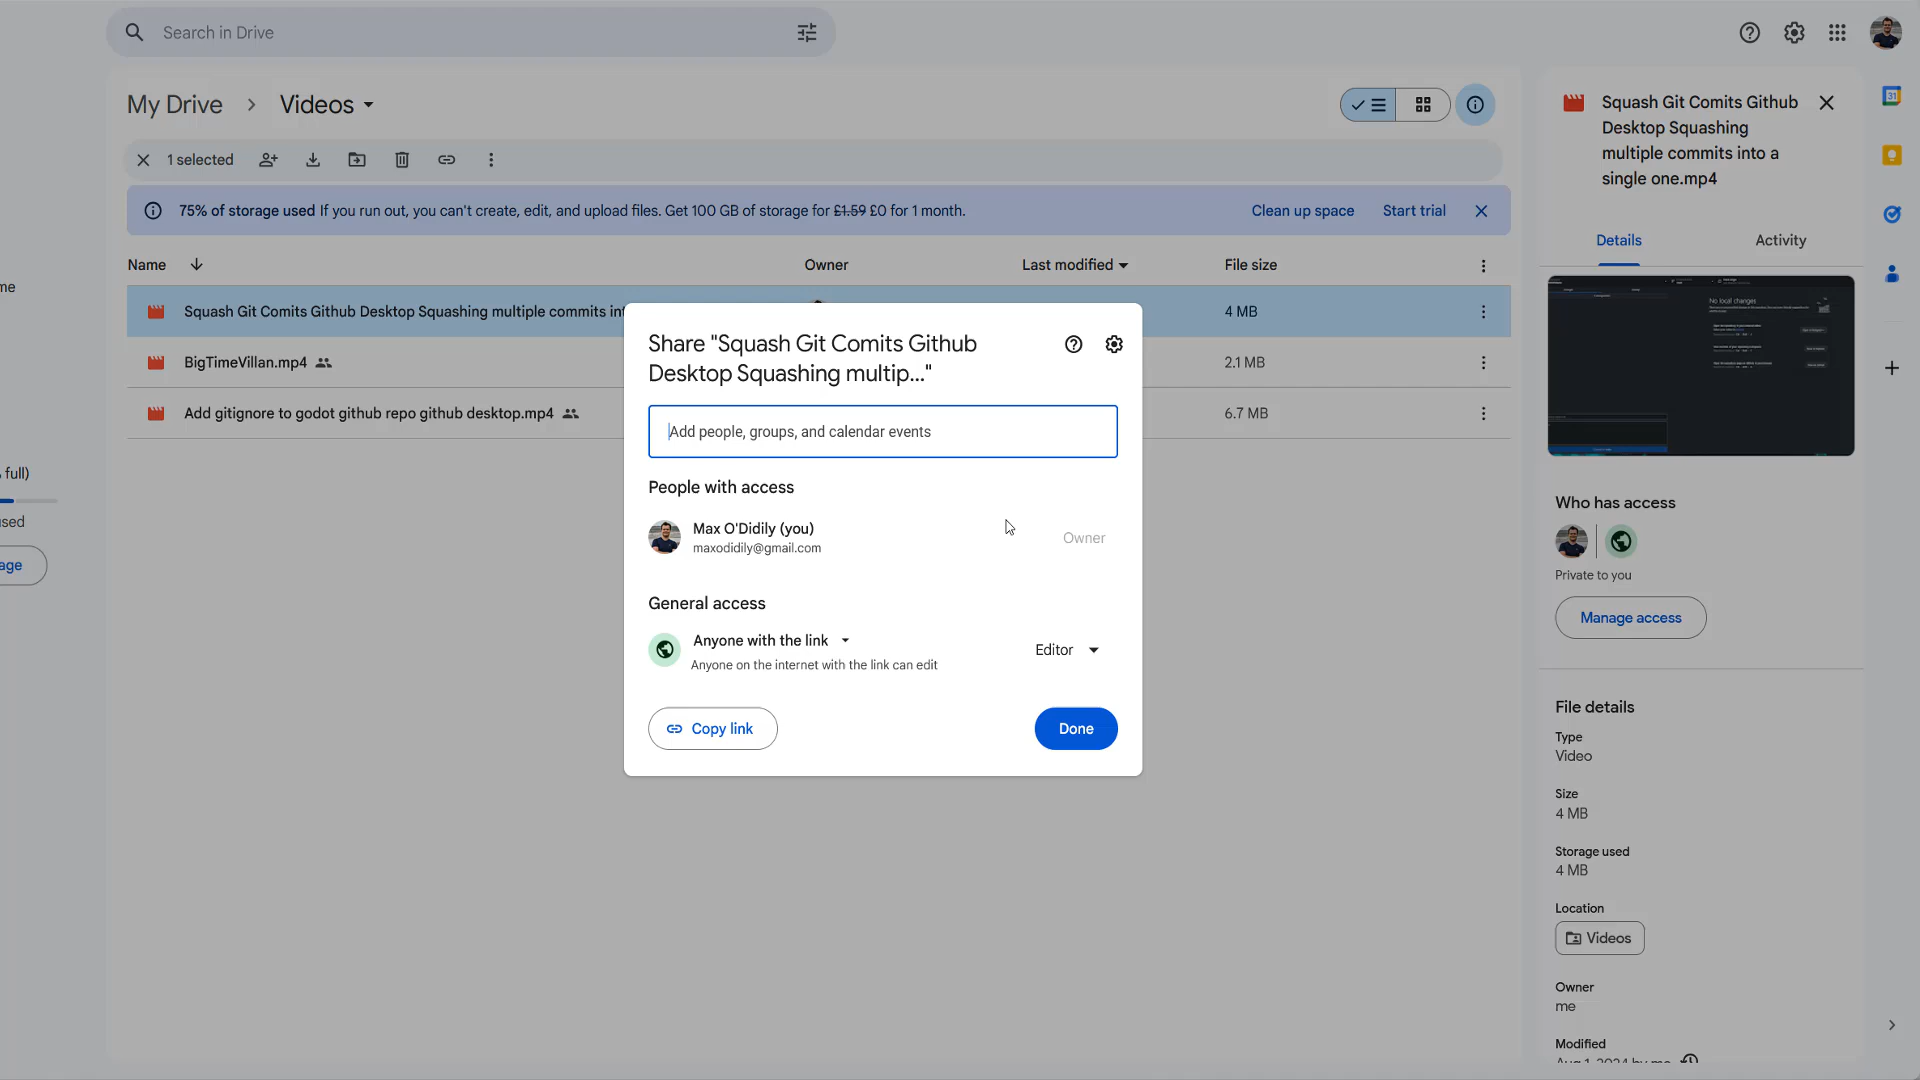 Search in Drive
My Drive > Videos
1 selected
75% of storage used If you run out, you can't create, edit, and upload files. Get 100 GB of storage for £1.59 £0 for 1 month.
Clean up space
Start trial
Name
Owner
Last modified
File size
Squash Git Comits Github Desktop Squashing multiple commits int
4 MB
BigTimeVillan.mp4
2.1 MB
Add gitignore to godot github repo github desktop.mp4
6.7 MB
me
full)
used
age
Share "Squash Git Comits Github
Desktop Squashing multip..."
Add people, groups, and calendar events
People with access
Max O'Didily (you)
maxodidily@gmail.com
Owner
General access
Anyone with the link
Anyone on the internet with the link can edit
Editor
Copy link
Done
Squash Git Comits Github
Desktop Squashing
multiple commits into a
single one.mp4
Details
Activity
No local changes
Who has access
Private to you
Manage access
File details
Type
Video
Size
4 MB
Storage used
4 MB
Location
Videos
Owner
me
Modified
Aug 1, 2024 by me
31